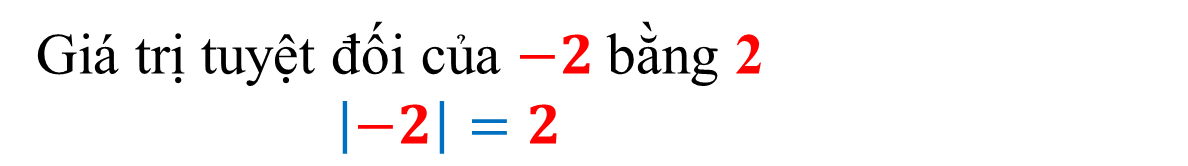 Giá trị tuyệt đối của −2 bằng 2
|−2| = 2